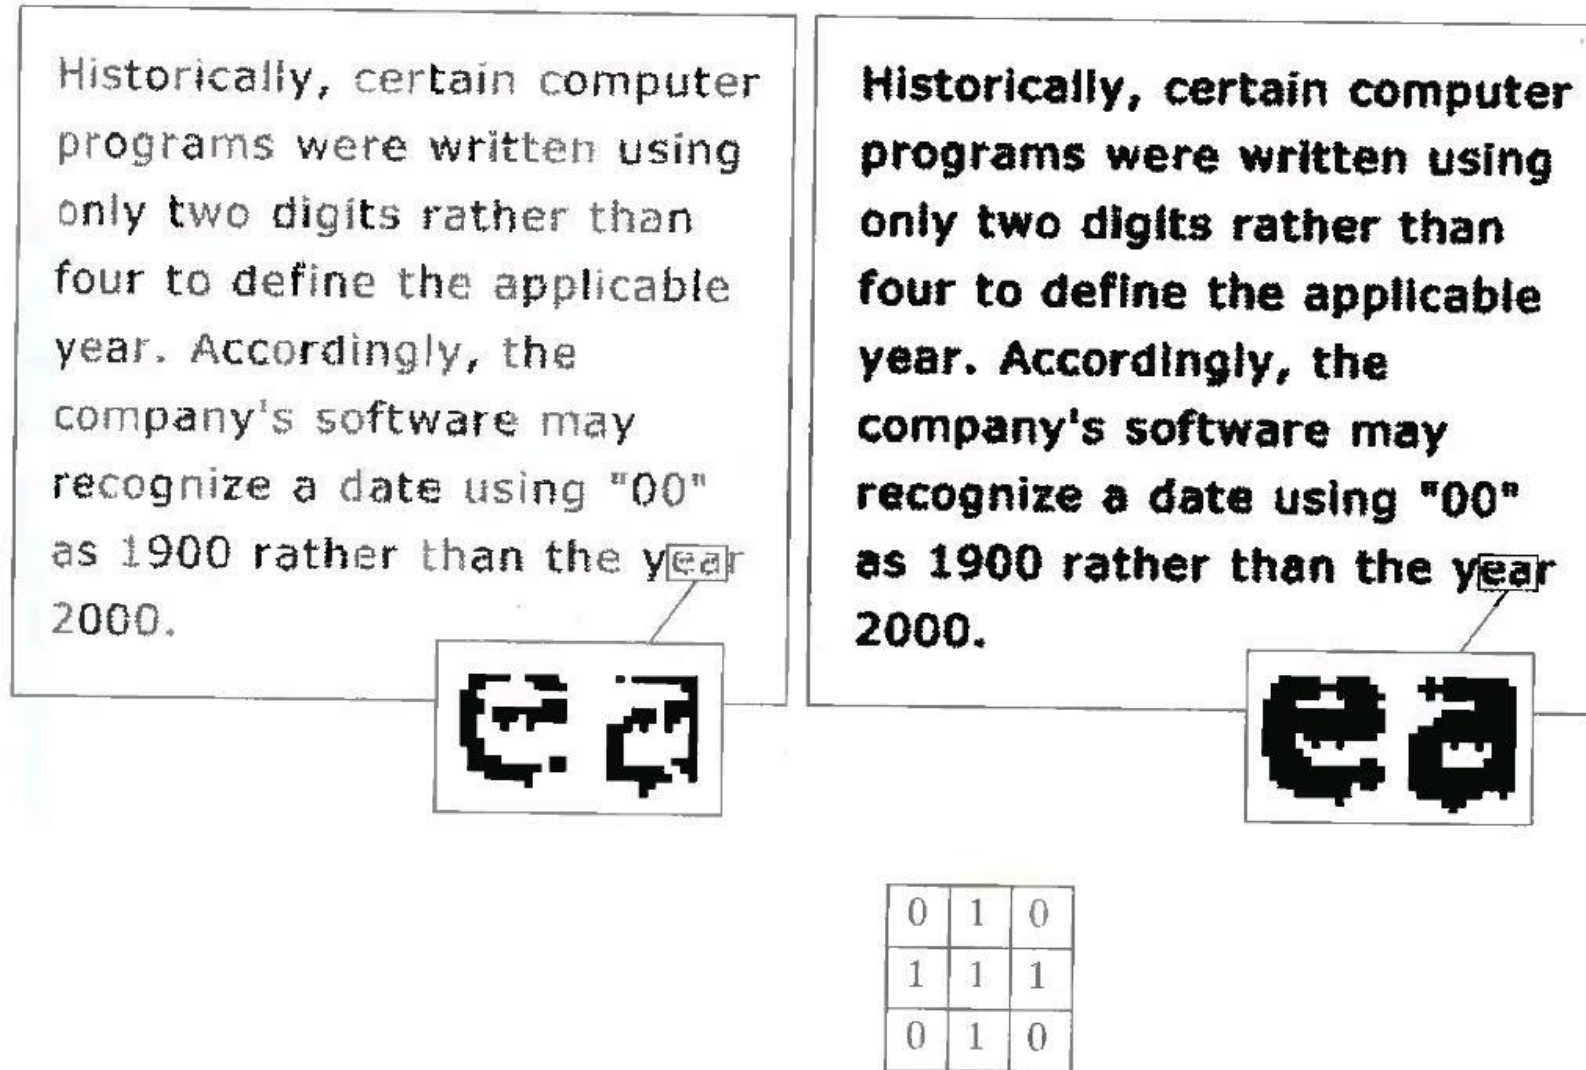 Historically, certain computer
programs were written using
only two digits rather than
four to define the applicable
year. Accordingly, the
company's software may
recognize a date using "00"
as 1900 rather than the year
2000.
ea
Historically, certain computer
programs were written using
only two digits rather than
four to define the applicable
year. Accordingly, the
company's software may
recognize a date using "00"
as 1900 rather than the year
2000.
ea
0 1 0
1 1 1
0 1 0